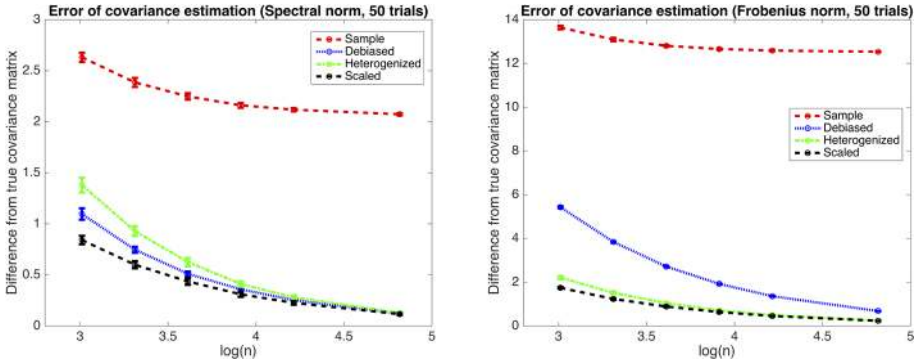 Error of covariance estimation (Spectral norm, 50 trials)
3
2.5
2
1.5
1
0.5
0
3
3.5
4
4.5
5
Difference from true covariance matrix
log(n)
Sample
Debiased
Heterogenized
Scaled
Error of covariance estimation (Frobenius norm, 50 trials)
14
12
10
8
6
4
2
0
3
3.5
4
4.5
5
Difference from true covariance matrix
log(n)
Sample
Debiased
Heterogenized
Scaled